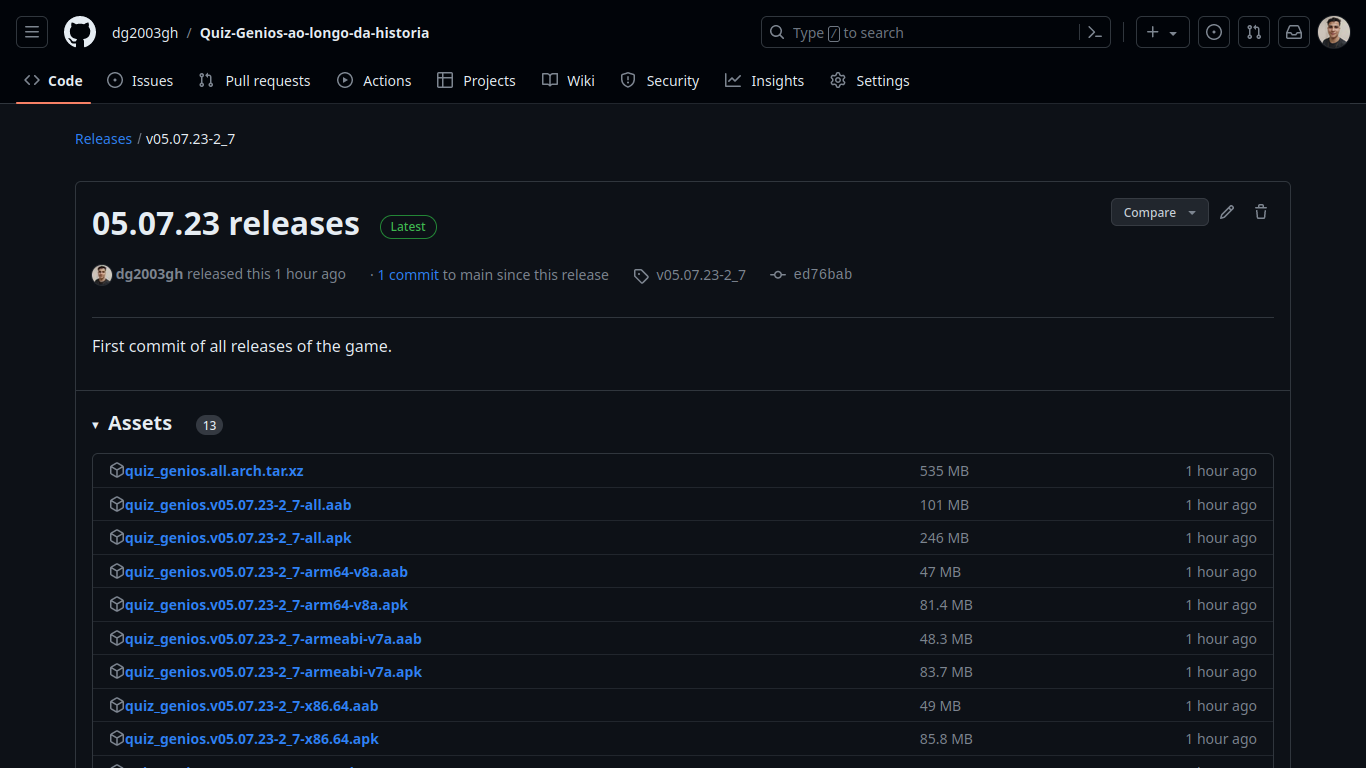 dg2003gh / Quiz-Genios-ao-longo-da-historia
Type / to search
Code Issues Pull requests Actions Projects Wiki Security Insights Settings
Releases / v05.07.23-2_7
05.07.23 releases Latest
Compare
dg2003gh released this 1 hour ago · 1 commit to main since this release v05.07.23-2_7 ed76bab
First commit of all releases of the game.
Assets 13
quiz_genios.all.arch.tar.xz 535 MB 1 hour ago
quiz_genios.v05.07.23-2_7-all.aab 101 MB 1 hour ago
quiz_genios.v05.07.23-2_7-all.apk 246 MB 1 hour ago
quiz_genios.v05.07.23-2_7-arm64-v8a.aab 47 MB 1 hour ago
quiz_genios.v05.07.23-2_7-arm64-v8a.apk 81.4 MB 1 hour ago
quiz_genios.v05.07.23-2_7-armeabi-v7a.aab 48.3 MB 1 hour ago
quiz_genios.v05.07.23-2_7-armeabi-v7a.apk 83.7 MB 1 hour ago
quiz_genios.v05.07.23-2_7-x86.64.aab 49 MB 1 hour ago
quiz_genios.v05.07.23-2_7-x86.64.apk 85.8 MB 1 hour ago